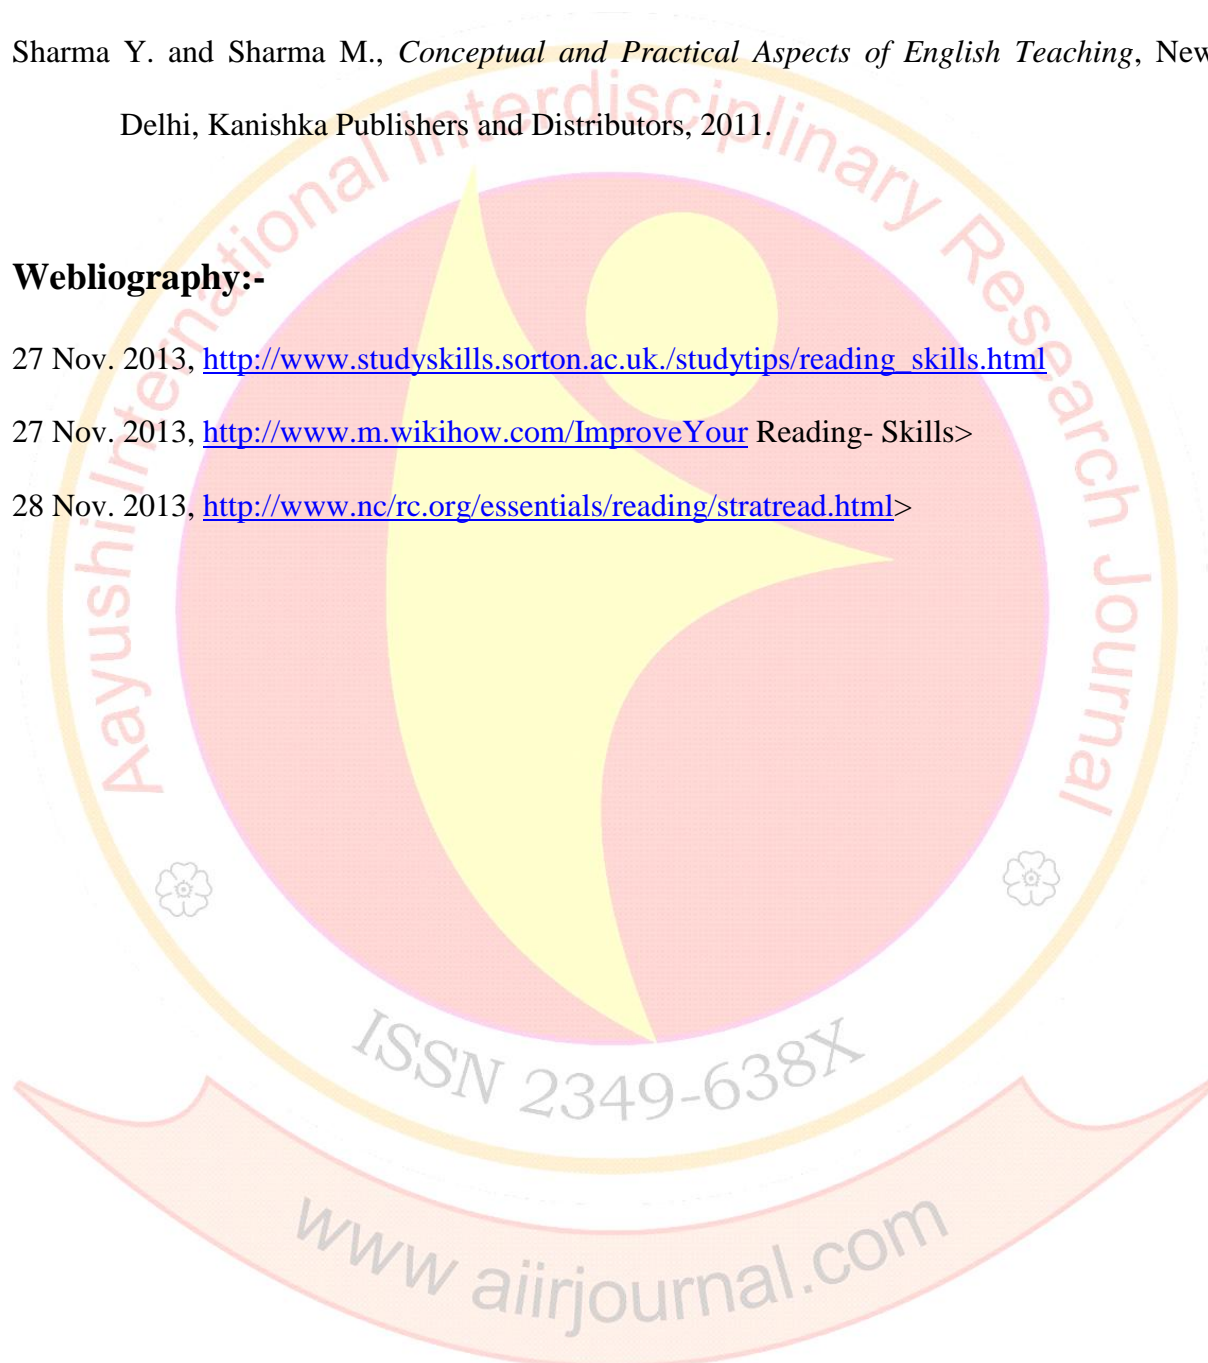 Sharma Y. and Sharma M., Conceptual and Practical Aspects of English Teaching, New
Delhi, Kanishka Publishers and Distributors, 2011.
Webliography:-
27 Nov. 2013, http://www.studyskills.sorton.ac.uk./studytips/reading_skills.html
27 Nov. 2013, http://www.m.wikihow.com/ImproveYour Reading- Skills>
28 Nov. 2013, http://www.nc/rc.org/essentials/reading/stratread.html>
Aayushi International Interdisciplinary Research Journal
ISSN 2349-638X
www aiirjournal.com